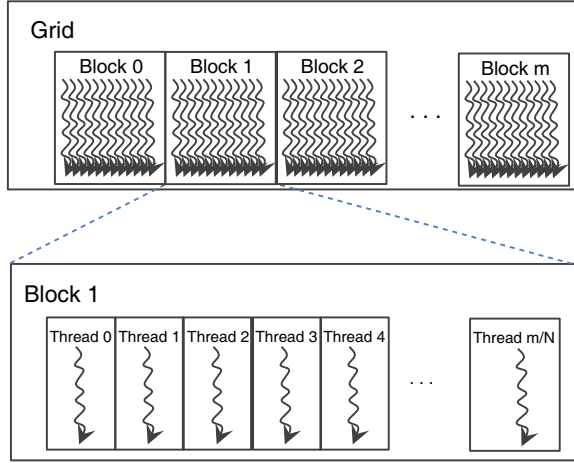 Grid
Block 0 Block 1 Block 2 . . . Block m
Block 1
Thread 0 Thread 1 Thread 2 Thread 3 Thread 4 . . . Thread m/N